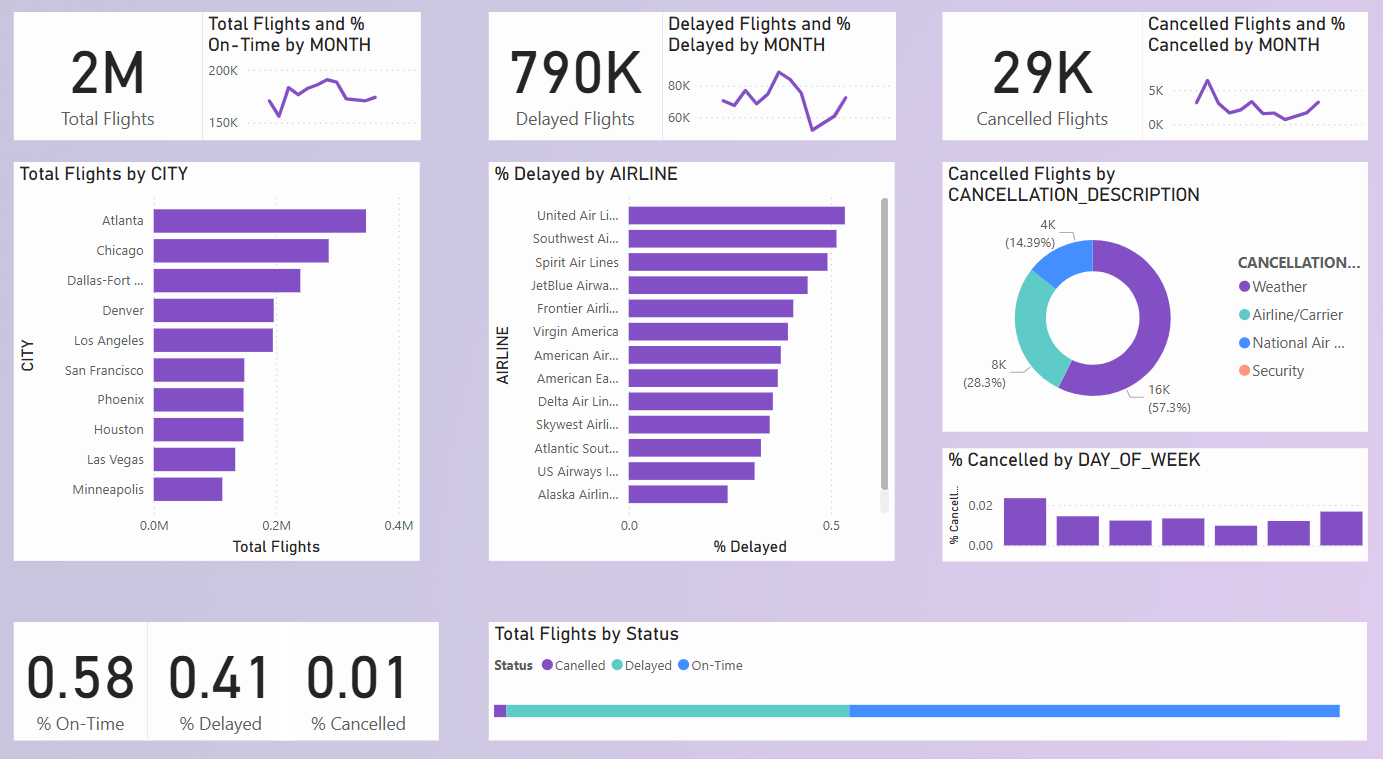 2M
Total Flights
Total Flights and %
On-Time by MONTH
200K
150K
790K
Delayed Flights
Delayed Flights and %
Delayed by MONTH
80K
60K
29K
Cancelled Flights
Cancelled Flights and %
Cancelled by MONTH
5K
0K
Total Flights by CITY
CITY
Atlanta
Chicago
Dallas-Fort ...
Denver
Los Angeles
San Francisco
Phoenix
Houston
Las Vegas
Minneapolis
0.0M 0.2M 0.4M
Total Flights
% Delayed by AIRLINE
AIRLINE
United Air Li...
Southwest Ai...
Spirit Air Lines
JetBlue Airwa...
Frontier Airli...
Virgin America
American Air...
American Ea...
Delta Air Lin...
Skywest Airli...
Atlantic Sout...
US Airways I...
Alaska Airlin...
0.0 0.5
% Delayed
Cancelled Flights by
CANCELLATION_DESCRIPTION
4K
(14.39%)
8K
(28.3%)
16K
(57.3%)
CANCELLATION...
Weather
Airline/Carrier
National Air ...
Security
% Cancelled by DAY_OF_WEEK
% Cancell...
0.02
0.00
0.58
% On-Time
0.41
% Delayed
0.01
% Cancelled
Total Flights by Status
Status Canelled Delayed On-Time